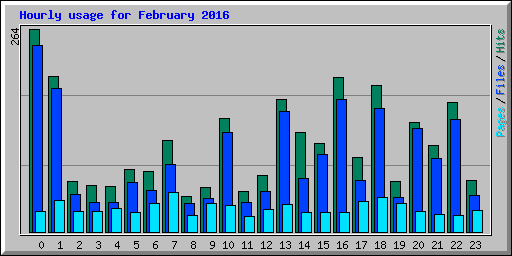 Hourly usage for February 2016
264
Pages/Files/Hits
0 1 2 3 4 5 6 7 8 9 10 11 12 13 14 15 16 17 18 19 20 21 22 23